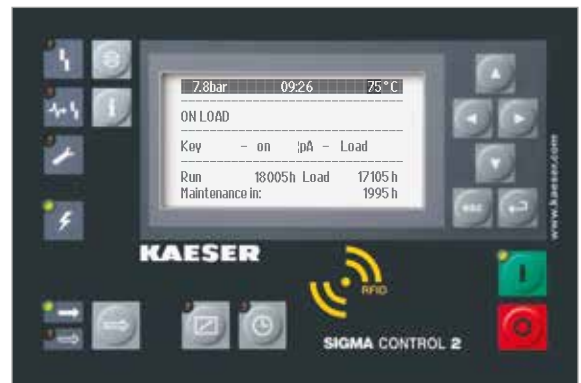 7.8bar 09:26 75°C
ON LOAD
Key - on pA - Load
Run 18005h Load 17105h
Maintenance in: 1995h
esc
KAESER
RFID
SIGMA CONTROL 2
www.kaeser.com
I
O